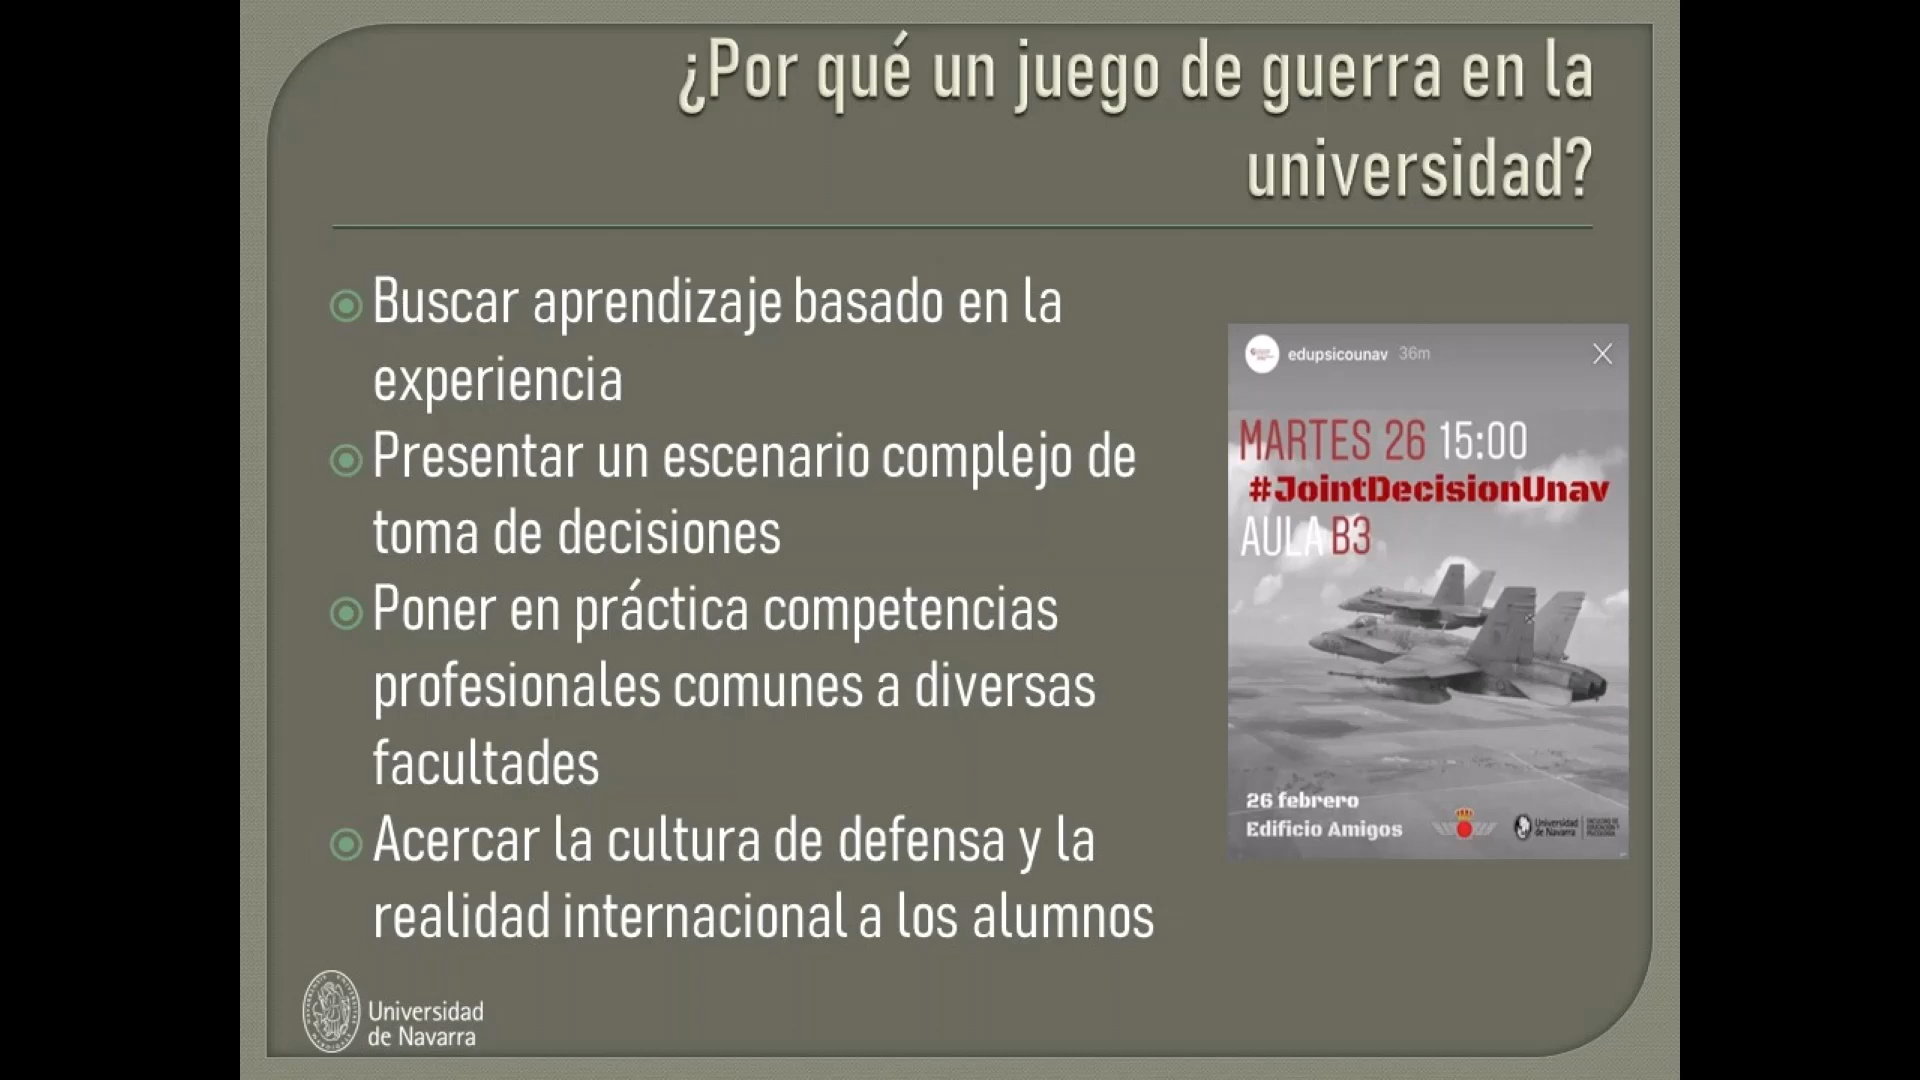 ¿Por qué un juego de guerra en la
universidad?
Buscar aprendizaje basado en la
experiencia
Presentar un escenario complejo de
toma de decisiones
Poner en práctica competencias
profesionales comunes a diversas
facultades
Acercar la cultura de defensa y la
realidad internacional a los alumnos
edupsicounav 36m
MARTES 26 15:00
#JointDecisionUnav
AULA B3
26 febrero
Edificio Amigos
Universidad
de Navarra
Universidad
de Navarra